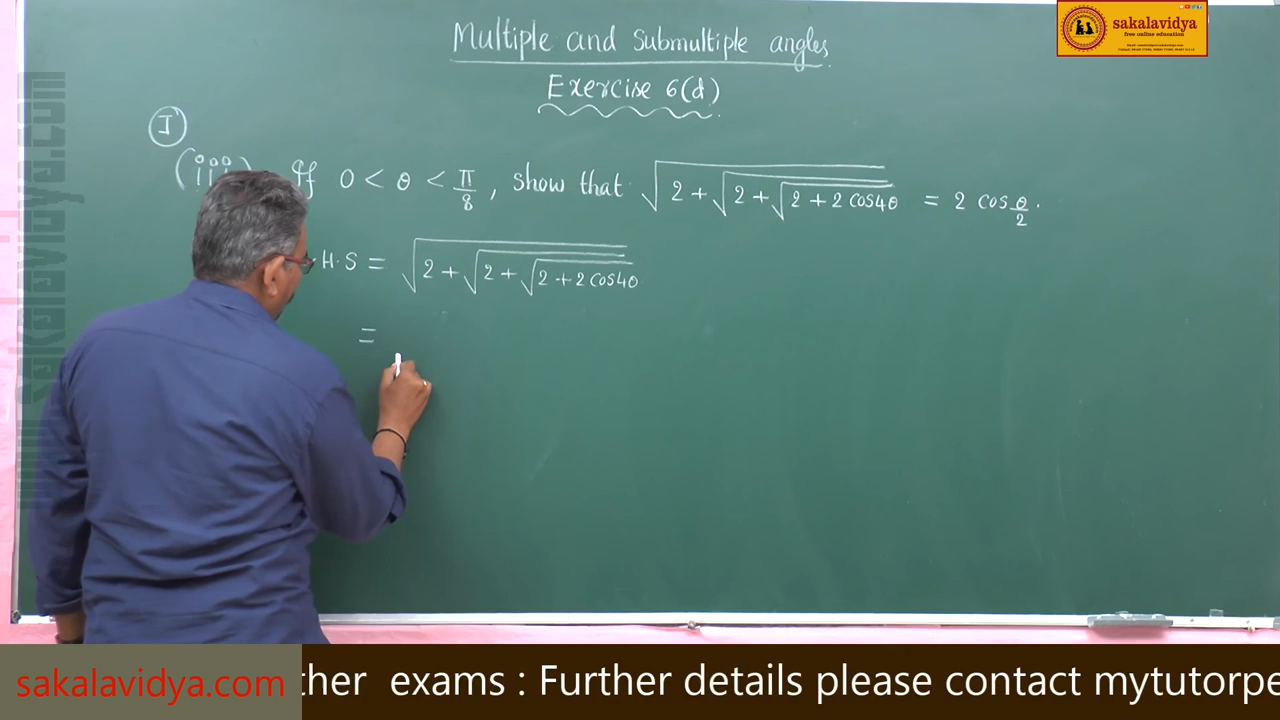 sakalavidya
free online education
Multiple and Submultiple angles
Exercise 6(d)
I
(iii) If 0 < θ < π/8, show that √(2 + √(2 + √(2 + 2 cos4θ))) = 2 cos θ/2.
H.S = √(2 + √(2 + √(2 + 2 cos4θ)))
=
sakalavidya.com
ther exams : Further details please contact mytutorpe